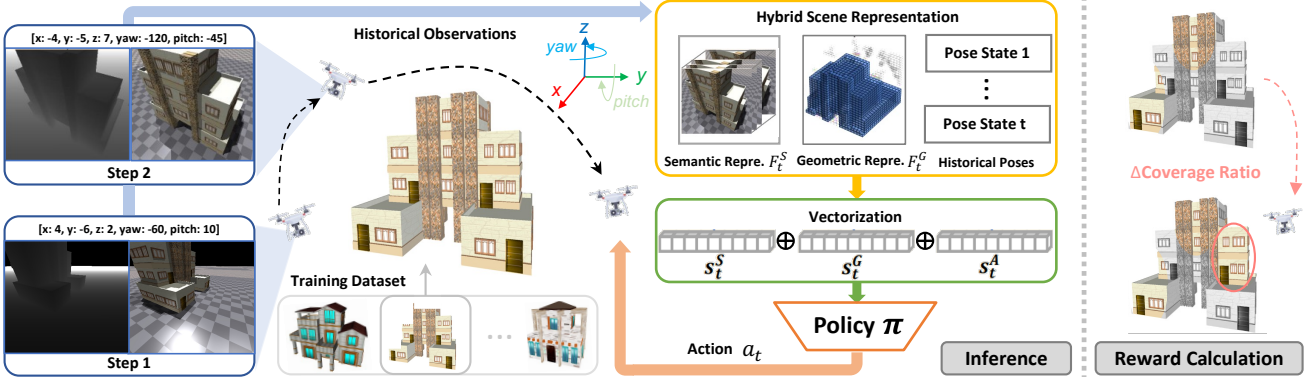 [x: -4, y: -5, z: 7, yaw: -120, pitch: -45]
Step 2
[x: 4, y: -6, z: 2, yaw: -60, pitch: 10]
Step 1
Historical Observations
z
yaw
y
x
pitch
Training Dataset
...
Hybrid Scene Representation
Pose State 1
Pose State t
Semantic Repre. F_t^S
Geometric Repre. F_t^G
Historical Poses
Vectorization
⊕ ⊕
s_t^S
s_t^G
s_t^A
Policy π
Action a_t
Inference
ΔCoverage Ratio
Reward Calculation